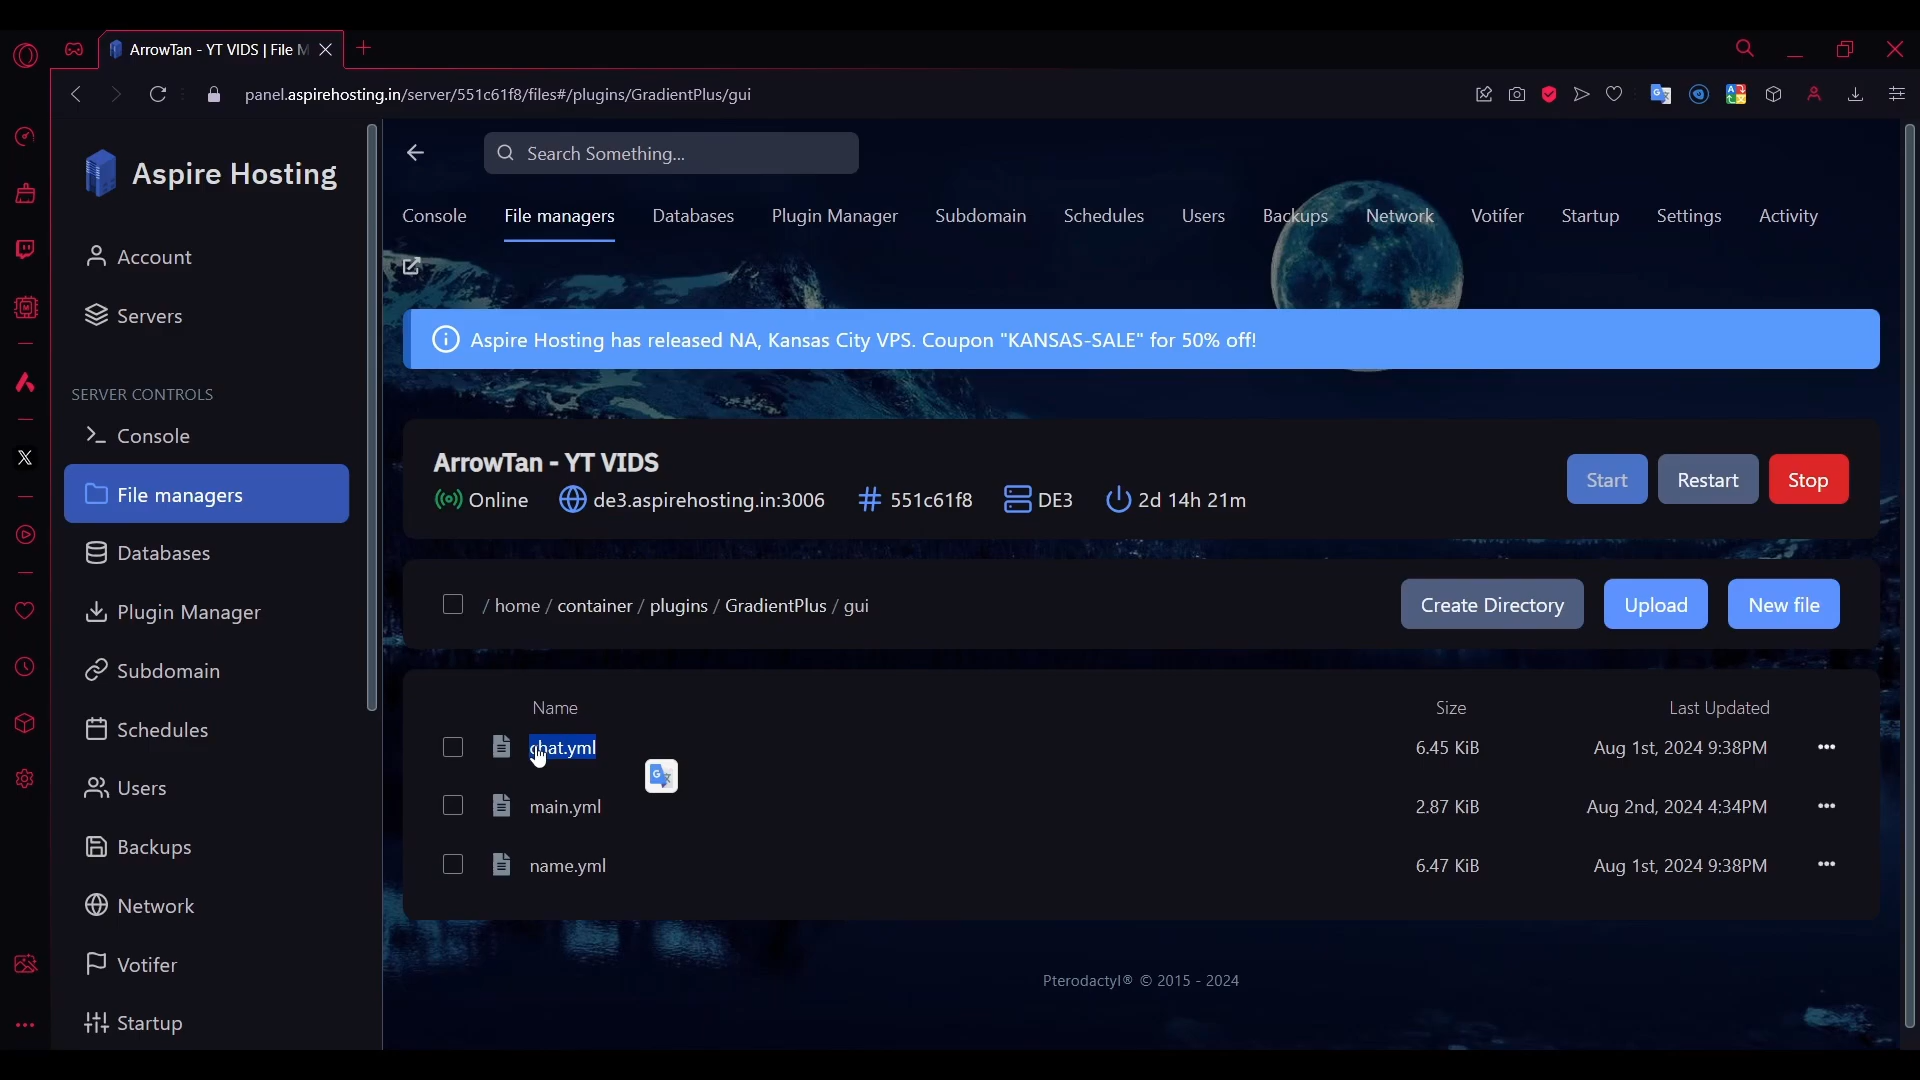 ArrowTan - YT VIDS | File M
panel.aspirehosting.in/server/551c61f8/files#/plugins/GradientPlus/gui
Aspire Hosting
Account
Servers
SERVER CONTROLS
Console
File managers
Databases
Plugin Manager
Subdomain
Schedules
Users
Backups
Network
Votifer
Startup
Search Something...
Console File managers Databases Plugin Manager Subdomain Schedules Users Backups Network Votifer Startup Settings Activity
Aspire Hosting has released NA, Kansas City VPS. Coupon "KANSAS-SALE" for 50% off!
ArrowTan - YT VIDS
Online de3.aspirehosting.in:3006 551c61f8 DE3 2d 14h 21m
Start Restart Stop
/ home / container / plugins / GradientPlus / gui
Create Directory Upload New file
Name Size Last Updated
chat.yml 6.45 KiB Aug 1st, 2024 9:38PM
main.yml 2.87 KiB Aug 2nd, 2024 4:34PM
name.yml 6.47 KiB Aug 1st, 2024 9:38PM
Pterodactyl® © 2015 - 2024